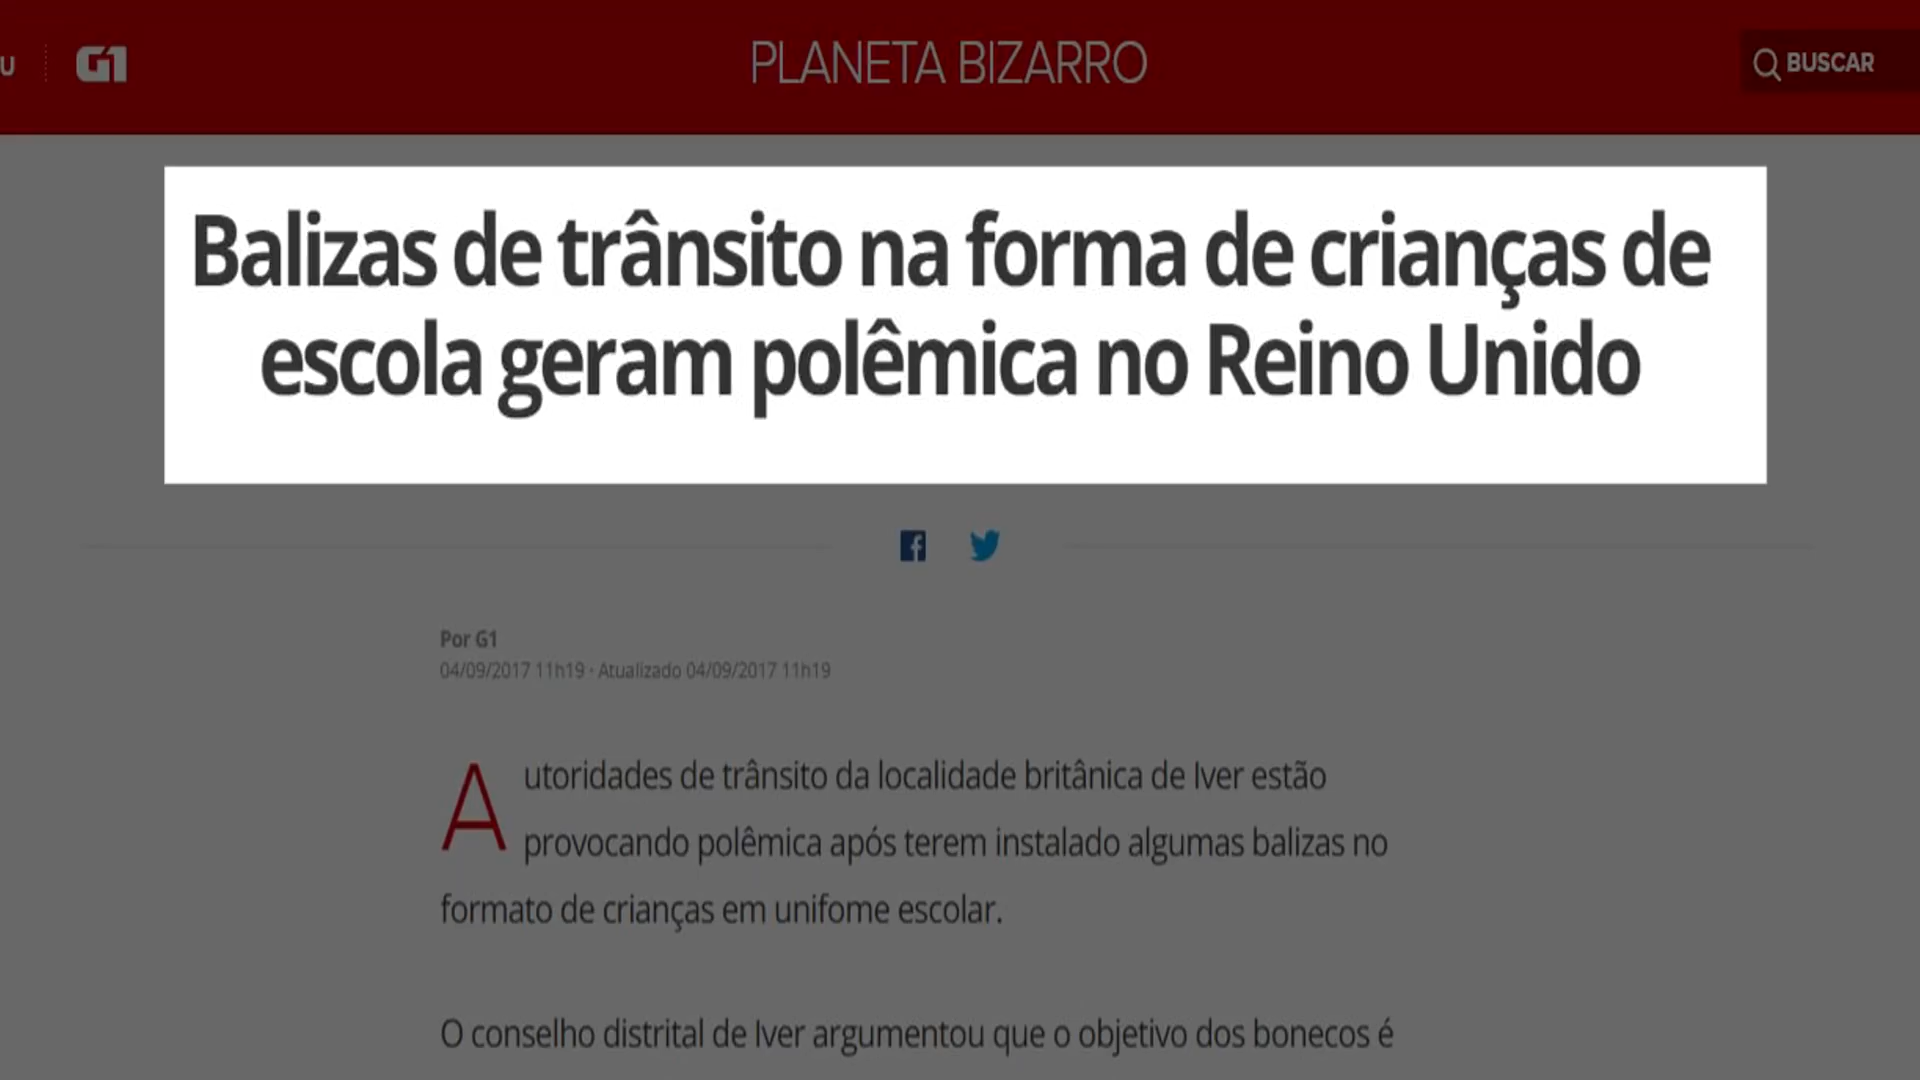 U
G1
PLANETA BIZARRO
BUSCAR
Balizas de trânsito na forma de crianças de
escola geram polêmica no Reino Unido
Por G1
04/09/2017 11h19 · Atualizado 04/09/2017 11h19
Autoridades de trânsito da localidade britânica de Iver estão
provocando polêmica após terem instalado algumas balizas no
formato de crianças em unifome escolar.
O conselho distrital de Iver argumentou que o objetivo dos bonecos é